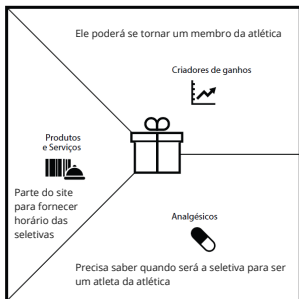 Ele poderá se tornar um membro da atlética
Criadores de ganhos
Produtos
e Serviços
Parte do site
para fornecer
horário das
seletivas
Analgésicos
Precisa saber quando será a seletiva para ser
um atleta da atlética